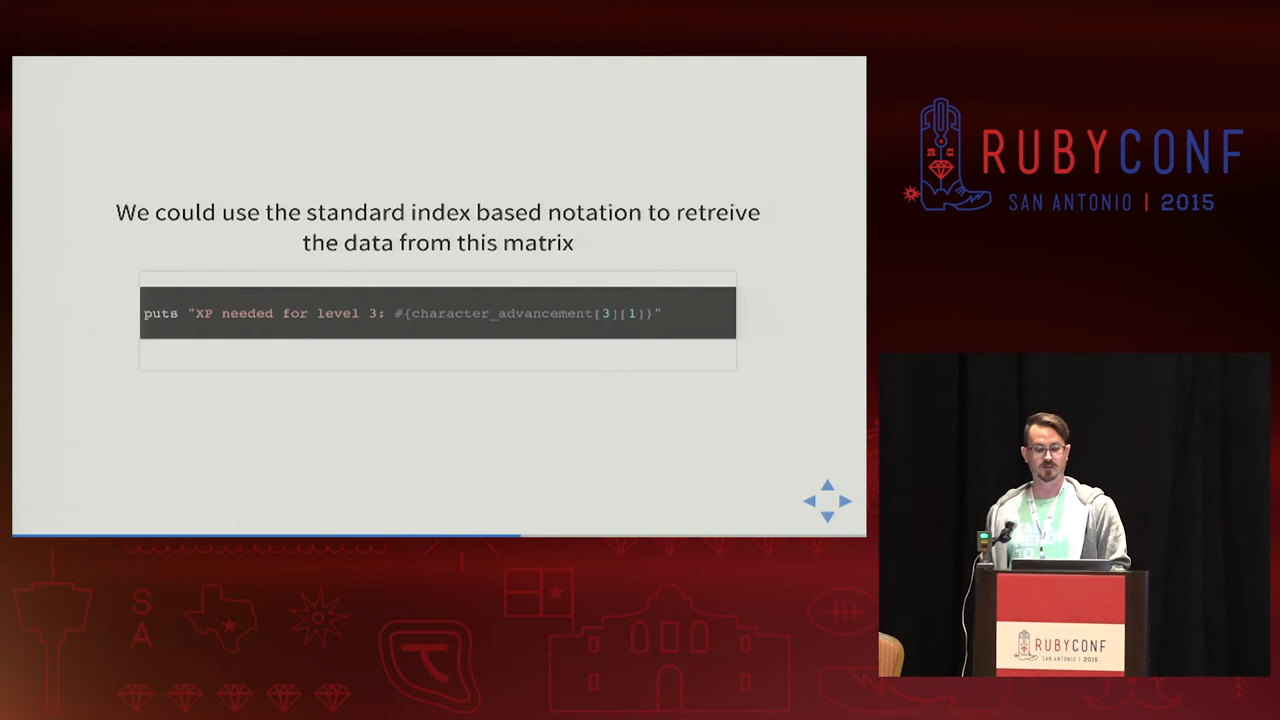 We could use the standard index based notation to retreive
the data from this matrix
puts "XP needed for level 3: #{character_advancement[3][1]}"
RUBYCONF
SAN ANTONIO | 2015
S
A
RUBYCONF
SAN ANTONIO | 2015